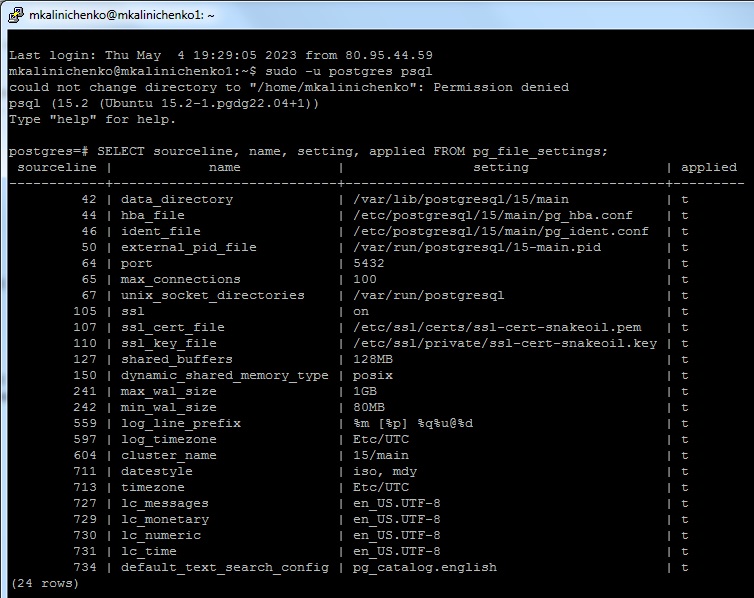 mkalinichenko@mkalinichenko1: ~
Last login: Thu May  4 19:29:05 2023 from 80.95.44.59
mkalinichenko@mkalinichenko1:~$ sudo -u postgres psql
could not change directory to "/home/mkalinichenko": Permission denied
psql (15.2 (Ubuntu 15.2-1.pgdg22.04+1))
Type "help" for help.
postgres=# SELECT sourceline, name, setting, applied FROM pg_file_settings;
 sourceline |            name            |                setting                 | applied
------------+----------------------------+----------------------------------------+---------
         42 | data_directory             | /var/lib/postgresql/15/main            | t
         44 | hba_file                   | /etc/postgresql/15/main/pg_hba.conf    | t
         46 | ident_file                 | /etc/postgresql/15/main/pg_ident.conf  | t
         50 | external_pid_file          | /var/run/postgresql/15-main.pid        | t
         64 | port                       | 5432                                   | t
         65 | max_connections            | 100                                    | t
         67 | unix_socket_directories    | /var/run/postgresql                    | t
        105 | ssl                        | on                                     | t
        107 | ssl_cert_file              | /etc/ssl/certs/ssl-cert-snakeoil.pem   | t
        110 | ssl_key_file               | /etc/ssl/private/ssl-cert-snakeoil.key | t
        127 | shared_buffers             | 128MB                                  | t
        150 | dynamic_shared_memory_type | posix                                  | t
        241 | max_wal_size               | 1GB                                    | t
        242 | min_wal_size               | 80MB                                   | t
        559 | log_line_prefix            | %m [%p] %q%u@%d                        | t
        597 | log_timezone               | Etc/UTC                                | t
        604 | cluster_name               | 15/main                                | t
        711 | datestyle                  | iso, mdy                               | t
        713 | timezone                   | Etc/UTC                                | t
        727 | lc_messages                | en_US.UTF-8                            | t
        729 | lc_monetary                | en_US.UTF-8                            | t
        730 | lc_numeric                 | en_US.UTF-8                            | t
        731 | lc_time                    | en_US.UTF-8                            | t
        734 | default_text_search_config | pg_catalog.english                     | t
(24 rows)